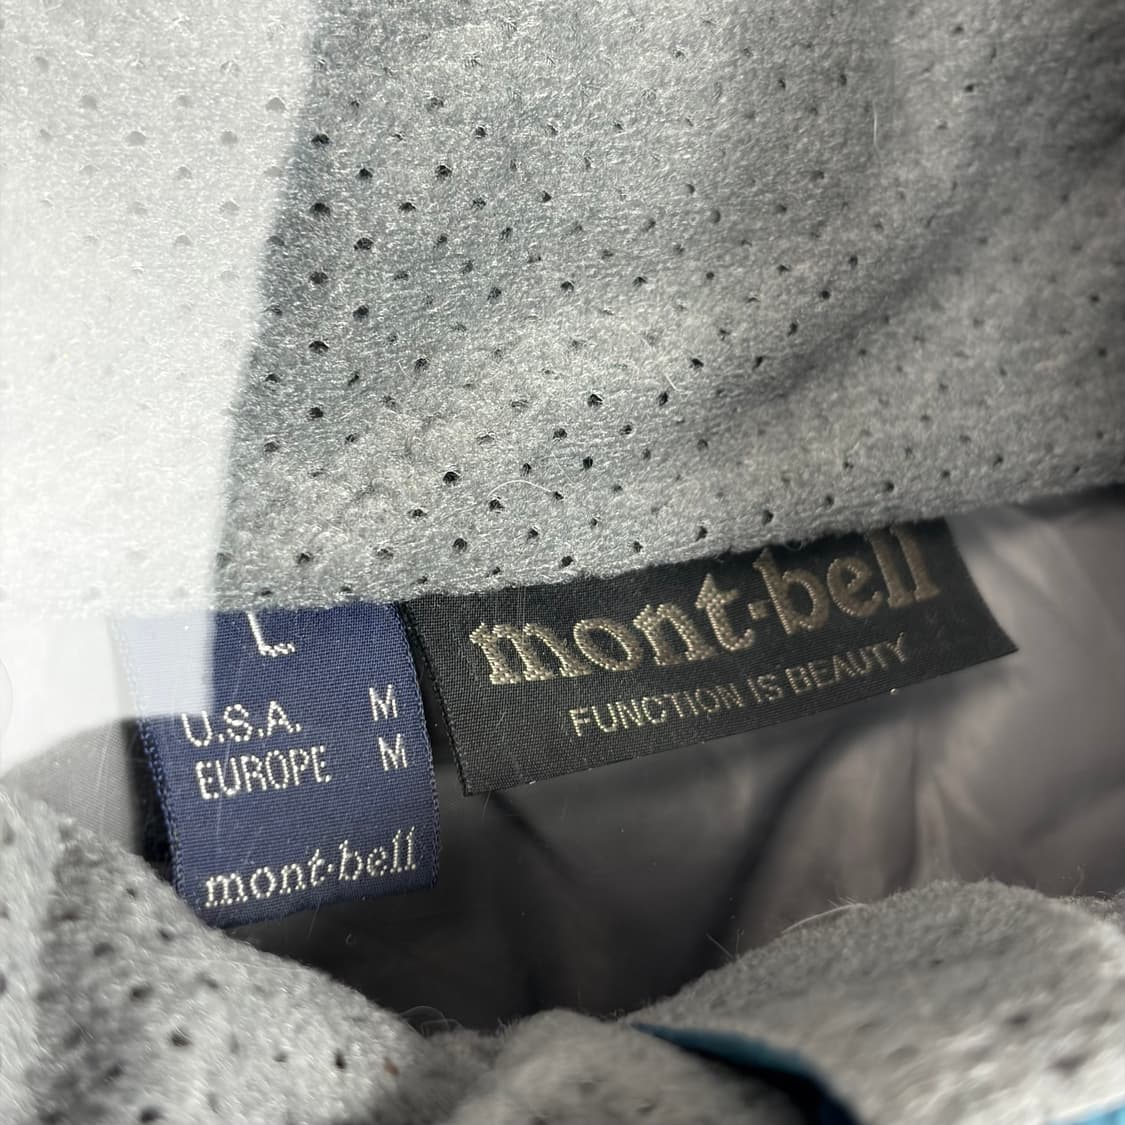 L
U.S.A. M
EUROPE M
mont-bell
mont-bell
FUNCTION IS BEAUTY